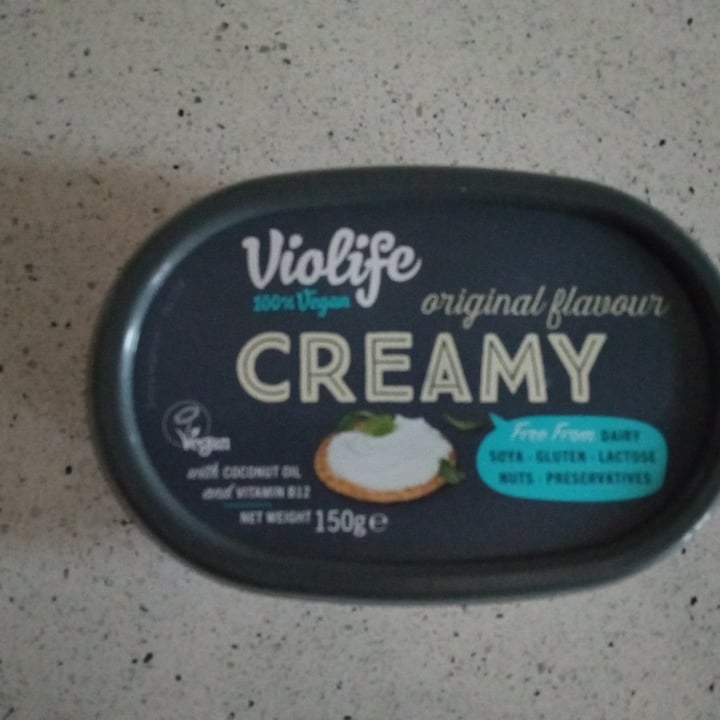 Violife
100% Vegan
original flavour
CREAMY
Vegan
with COCONUT OIL
and VITAMIN B12
NET WEIGHT 150g e
Free From DAIRY
SOYA - GLUTEN - LACTOSE
NUTS - PRESERVATIVES